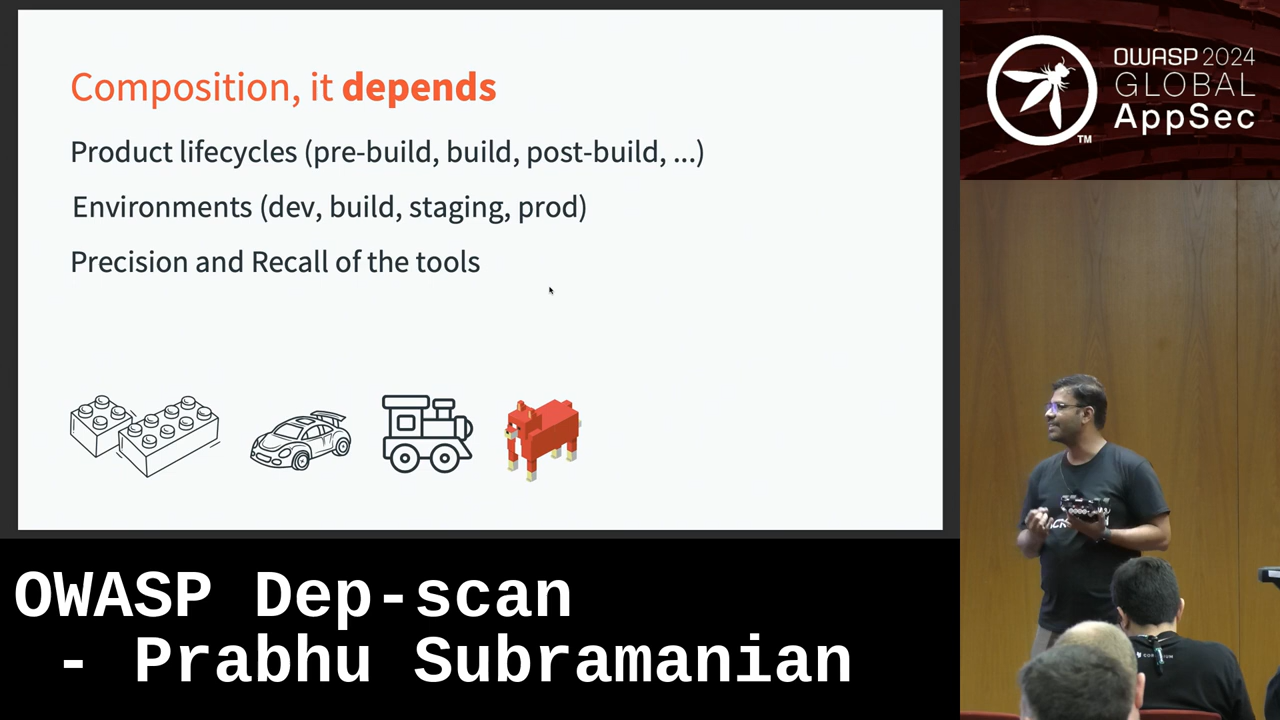 Composition, it depends
Product lifecycles (pre-build, build, post-build, ...)
Environments (dev, build, staging, prod)
Precision and Recall of the tools
OWASP 2024
GLOBAL
AppSec
TM
OWASP Dep-scan
- Prabhu Subramanian